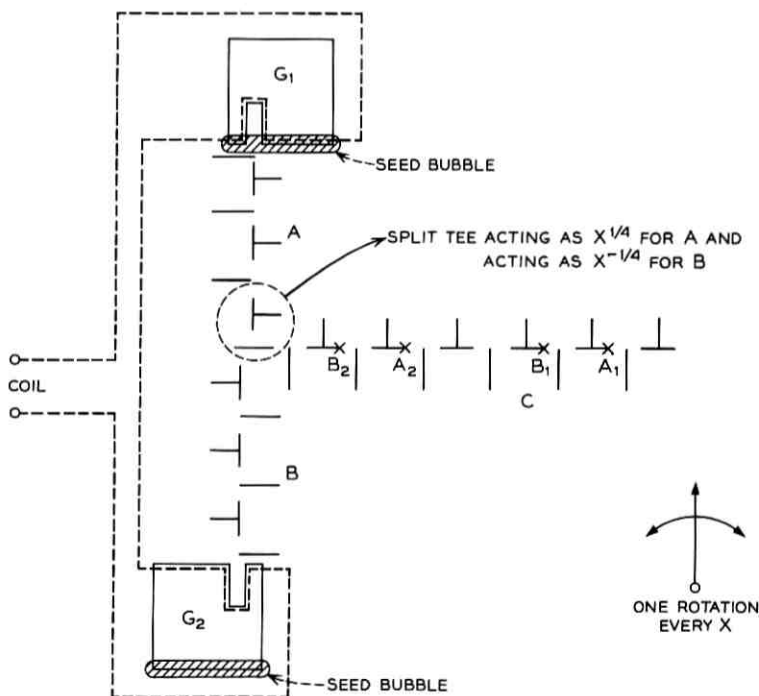 G1
SEED BUBBLE
A
SPLIT TEE ACTING AS X^1/4 FOR A AND
ACTING AS X^-1/4 FOR B
COIL
B2 A2 B1 A1
C
B
G2
ONE ROTATION
EVERY X
SEED BUBBLE